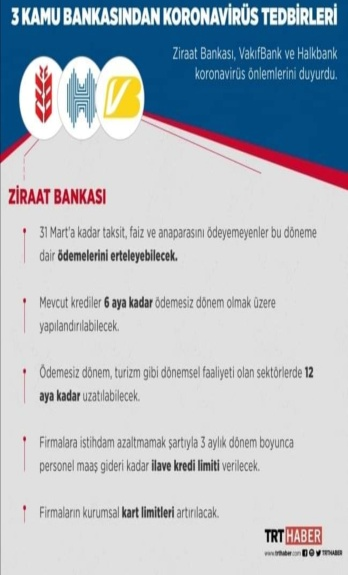 3 KAMU BANKASINDAN KORONAVİRÜS TEDBİRLERİ
Ziraat Bankası, VakıfBank ve Halkbank
koronavirüs önlemlerini duyurdu.
ZİRAAT BANKASI
31 Mart'a kadar taksit, faiz ve anaparasını ödeyemeyenler bu döneme
dair ödemelerini erteleyebilecek.
Mevcut krediler 6 aya kadar ödemesiz dönem olmak üzere
yapılandırılabilecek.
Ödemesiz dönem, turizm gibi dönemsel faaliyeti olan sektörlerde 12
aya kadar uzatılabilecek.
Firmalara istihdam azaltmamak şartıyla 3 aylık dönem boyunca
personel maaş gideri kadar ilave kredi limiti verilecek.
Firmaların kurumsal kart limitleri artırılacak.
TRT HABER
www.trthaber.com TRTHABER